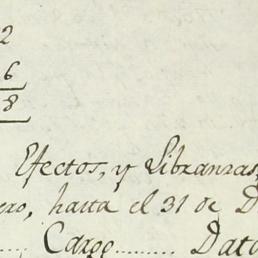 2
6
8
Efectos, y Libranzas,
ero, hasta el 31 de D
Cargo......... Data